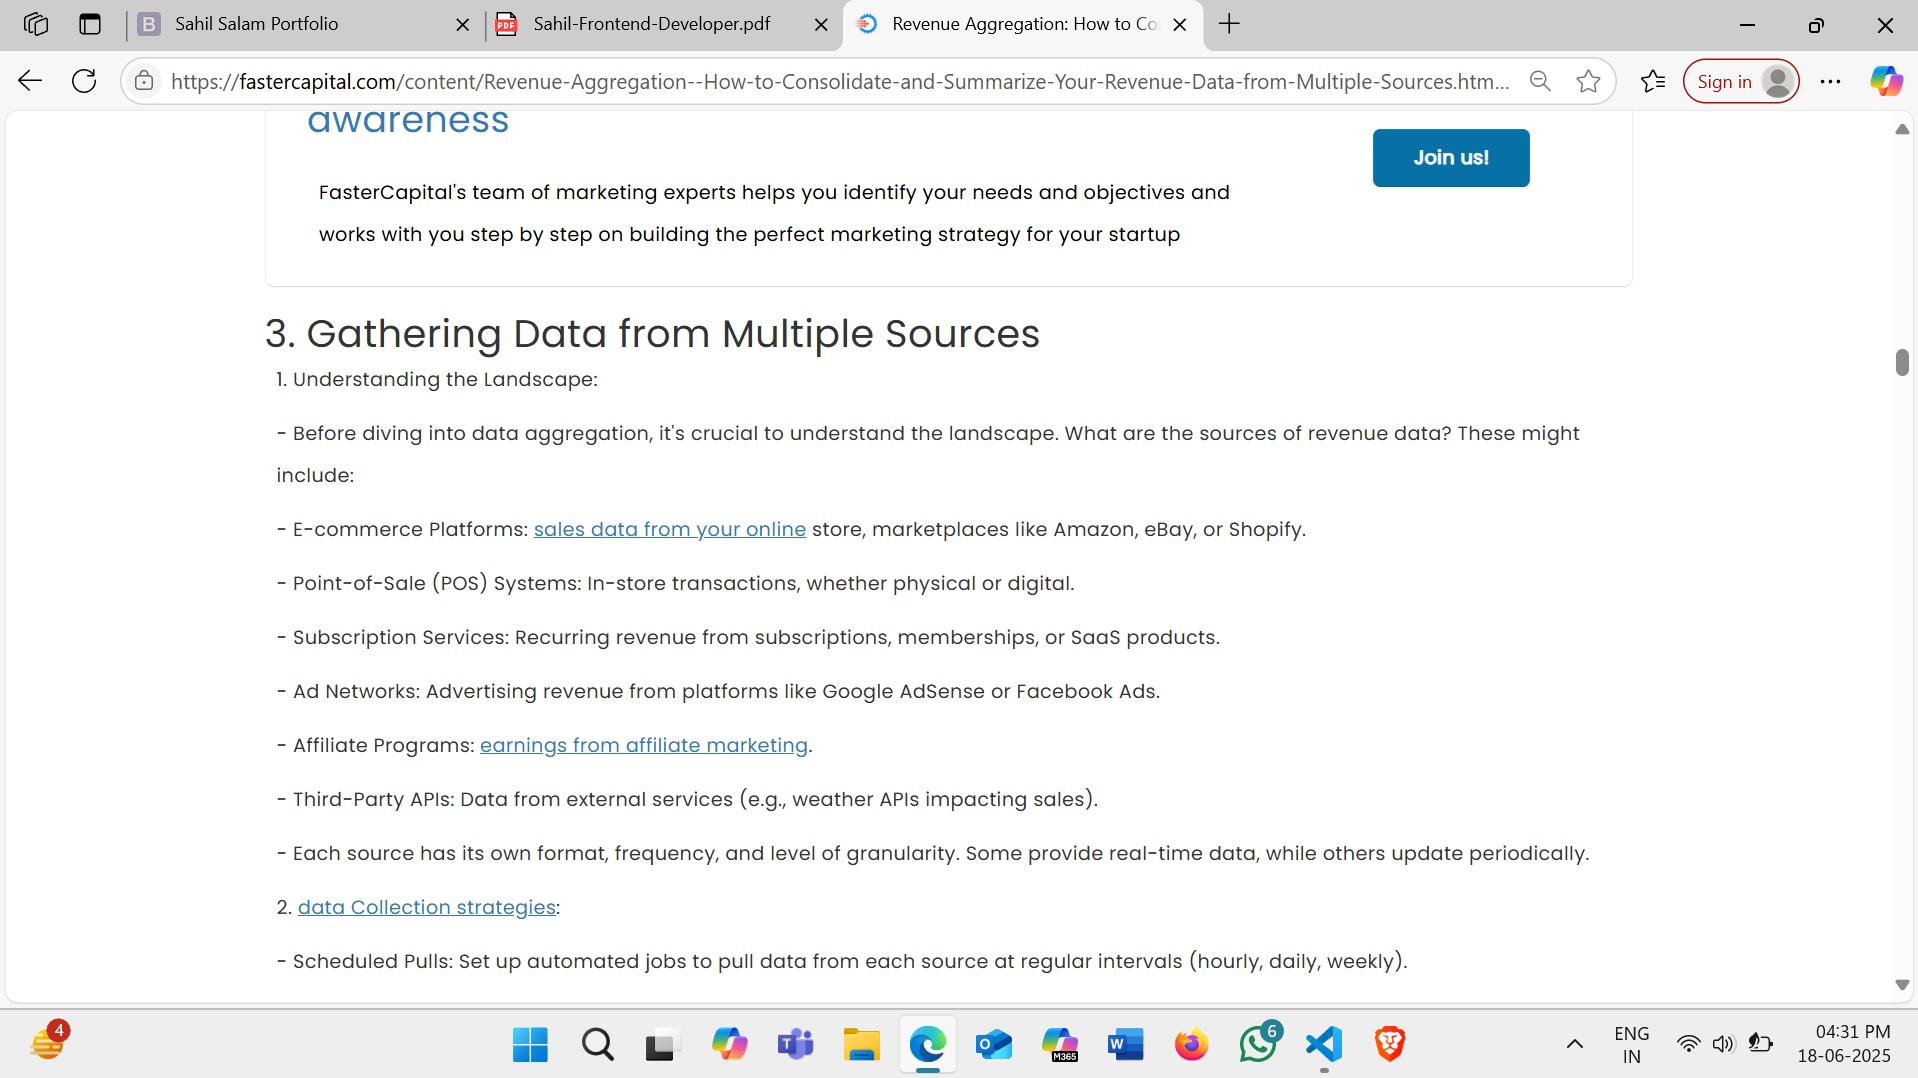 Sahil Salam Portfolio
Sahil-Frontend-Developer.pdf
Revenue Aggregation: How to Co
https://fastercapital.com/content/Revenue-Aggregation--How-to-Consolidate-and-Summarize-Your-Revenue-Data-from-Multiple-Sources.htm...
Sign in
awareness
Join us!
FasterCapital's team of marketing experts helps you identify your needs and objectives and
works with you step by step on building the perfect marketing strategy for your startup
3. Gathering Data from Multiple Sources
1. Understanding the Landscape:
- Before diving into data aggregation, it's crucial to understand the landscape. What are the sources of revenue data? These might
include:
- E-commerce Platforms: sales data from your online store, marketplaces like Amazon, eBay, or Shopify.
- Point-of-Sale (POS) Systems: In-store transactions, whether physical or digital.
- Subscription Services: Recurring revenue from subscriptions, memberships, or SaaS products.
- Ad Networks: Advertising revenue from platforms like Google AdSense or Facebook Ads.
- Affiliate Programs: earnings from affiliate marketing.
- Third-Party APIs: Data from external services (e.g., weather APIs impacting sales).
- Each source has its own format, frequency, and level of granularity. Some provide real-time data, while others update periodically.
2. data Collection strategies:
- Scheduled Pulls: Set up automated jobs to pull data from each source at regular intervals (hourly, daily, weekly).
4
M365
6
ENG
IN
04:31 PM
18-06-2025